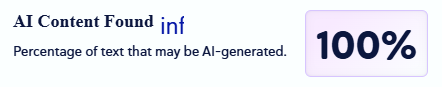 AI Content Found inf
Percentage of text that may be AI-generated.
100%